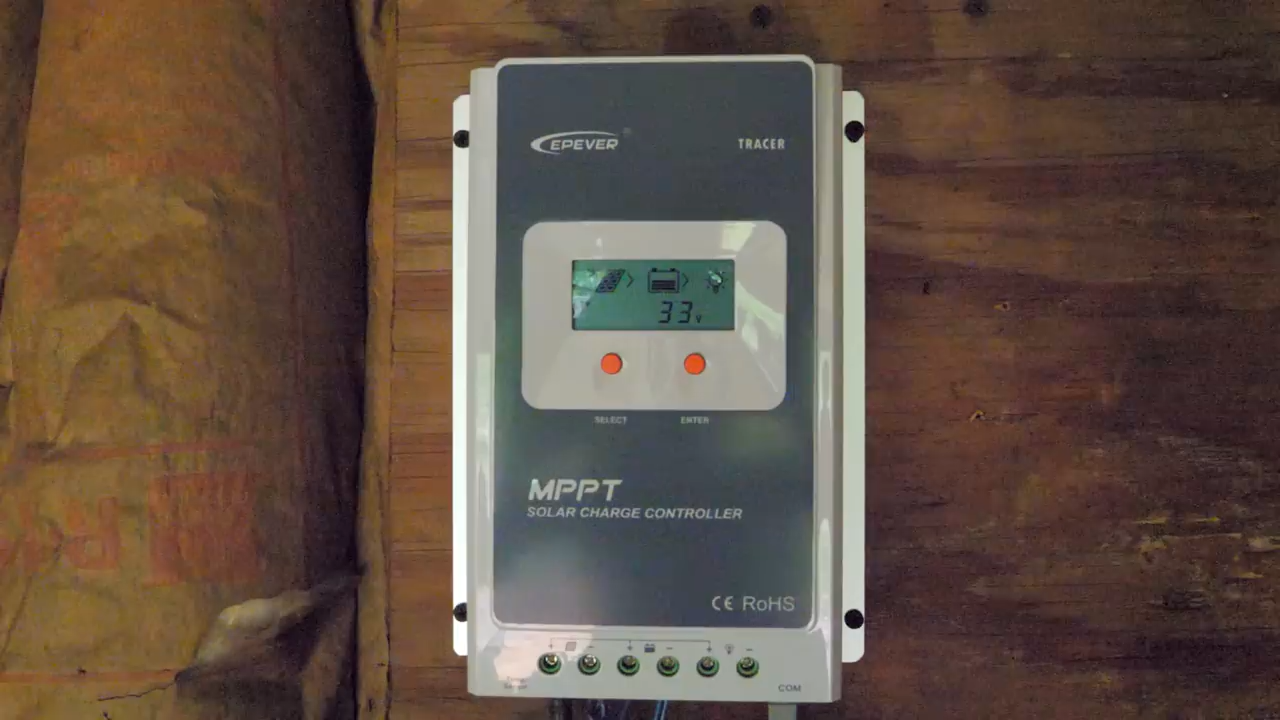 EPEVER
TRACER
33V
SELECT
ENTER
MPPT
SOLAR CHARGE CONTROLLER
CE RoHS
COM